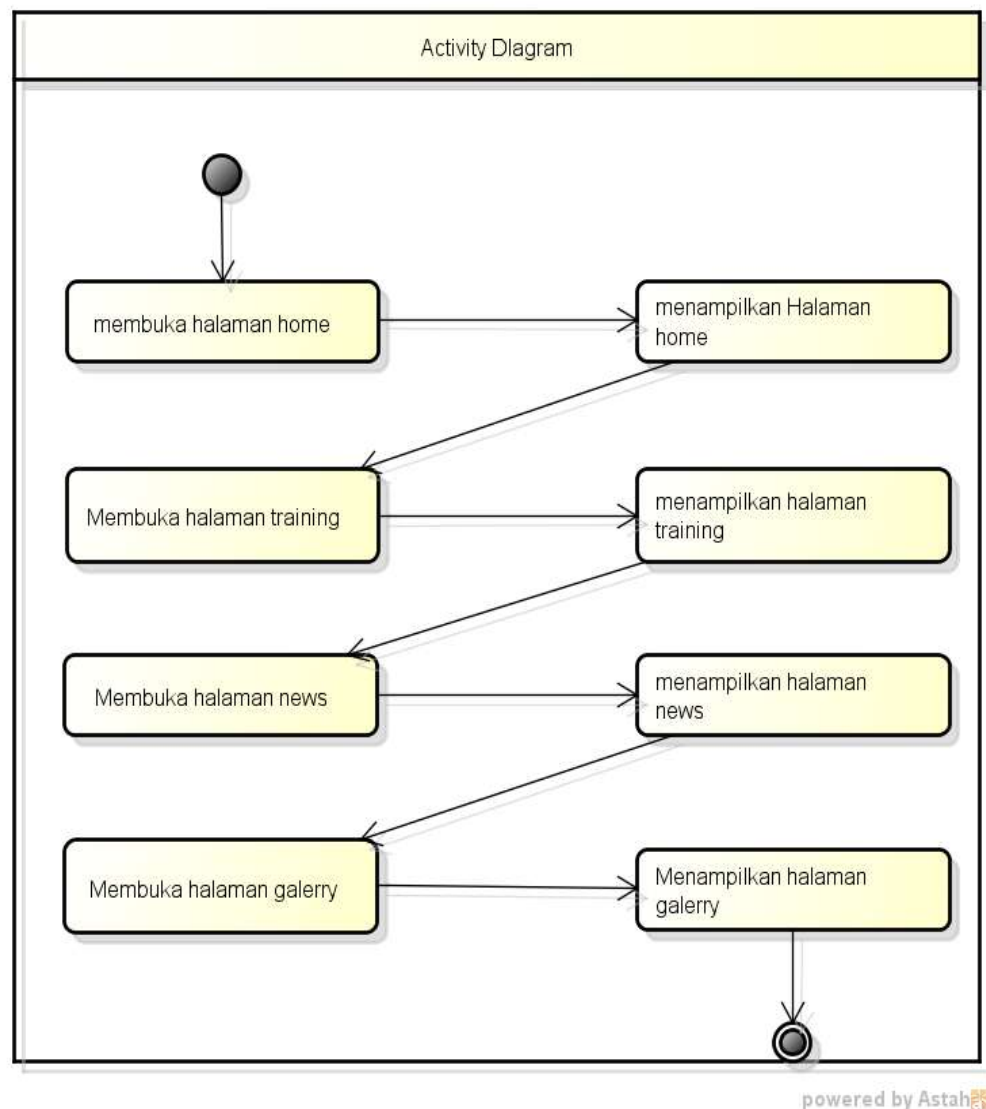 Activity DIagram
membuka halaman home
menampilkan Halaman
home
Membuka halaman training
menampilkan halaman
training
Membuka halaman news
menampilkan halaman
news
Membuka halaman galerry
Menampilkan halaman
galerry
powered by Astah